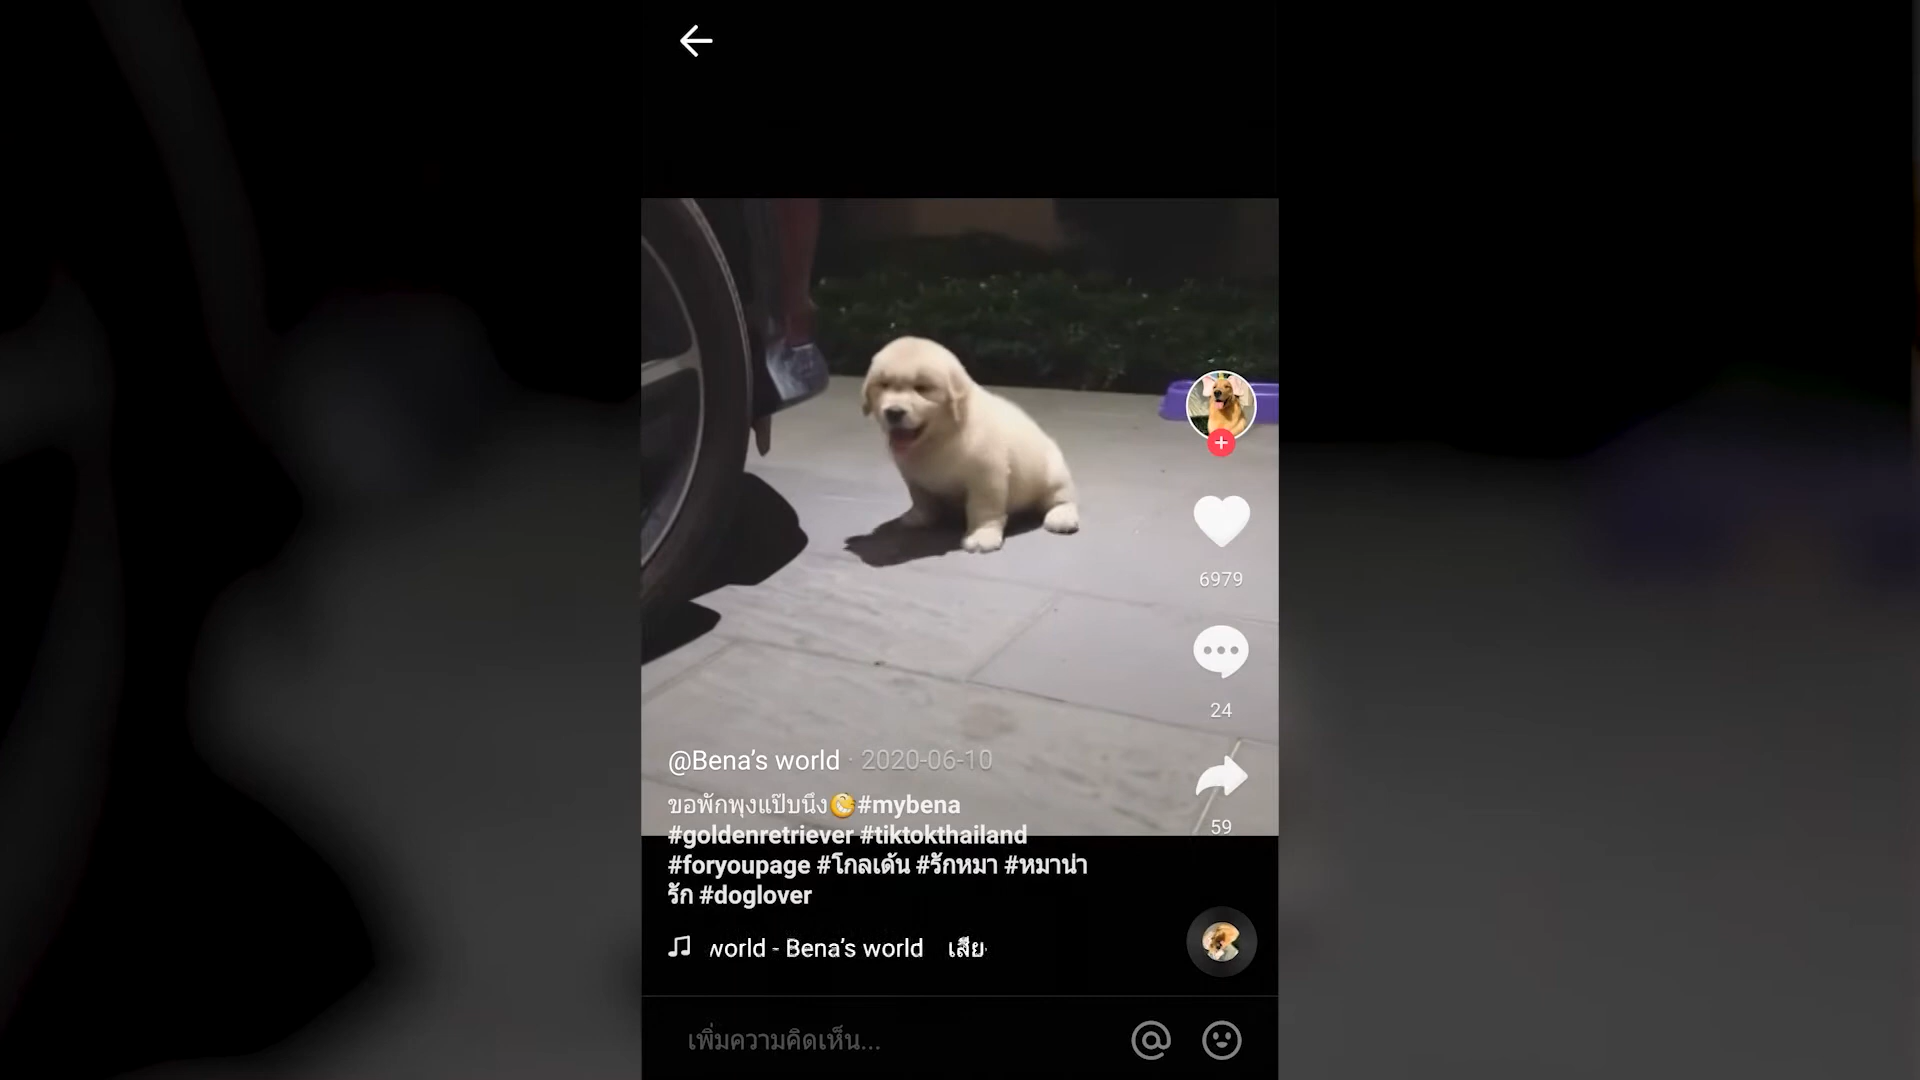 6979
24
@Bena’s world · 2020-06-10
ขอพักพุงแป๊บนึง😆#mybena
59
#goldenretriever #tiktokthailand
#foryoupage #โกลเด้น #รักหมา #หมาน่า
รัก #doglover
world - Bena’s world เสีย
เพิ่มความคิดเห็น...